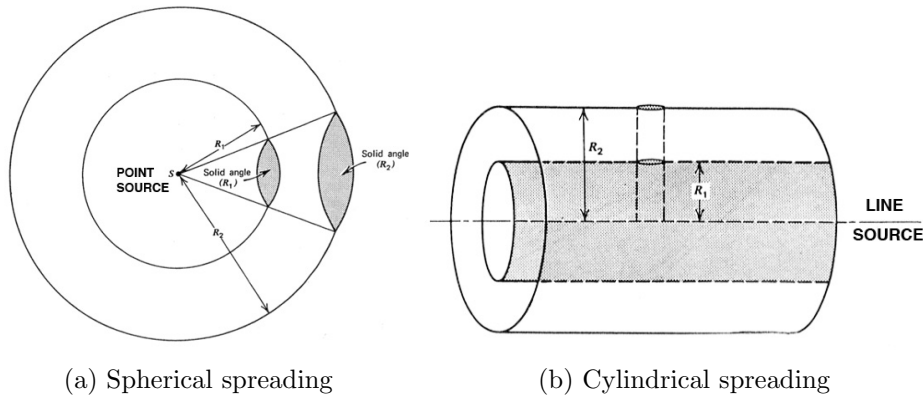 POINT
SOURCE
S
R₁
R₂
Solid angle
(R₁)
Solid angle
(R₂)
R₂
R₁
LINE
SOURCE
(a) Spherical spreading
(b) Cylindrical spreading